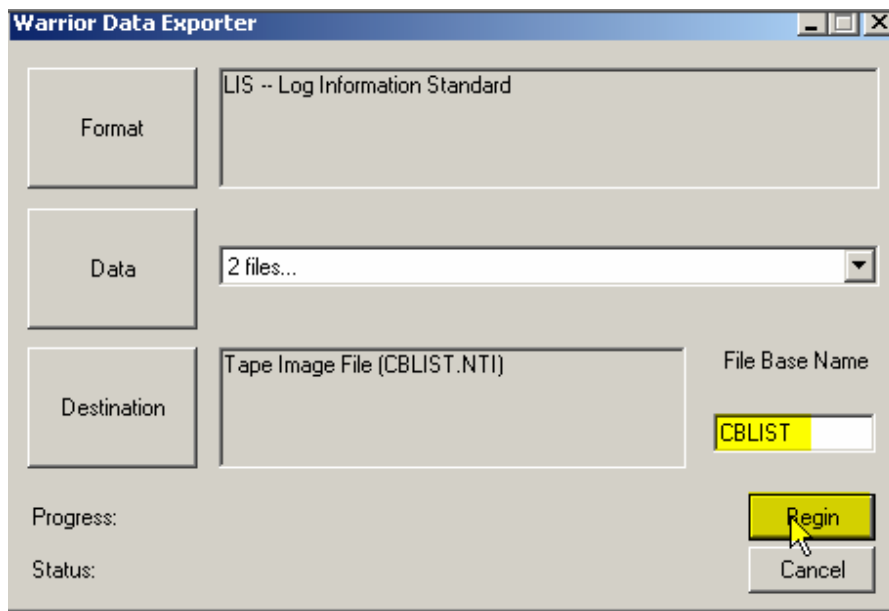 Warrior Data Exporter
Format
LIS -- Log Information Standard
Data
2 files...
Destination
Tape Image File (CBLIST.NTI)
File Base Name
CBLIST
Progress:
Begin
Status:
Cancel